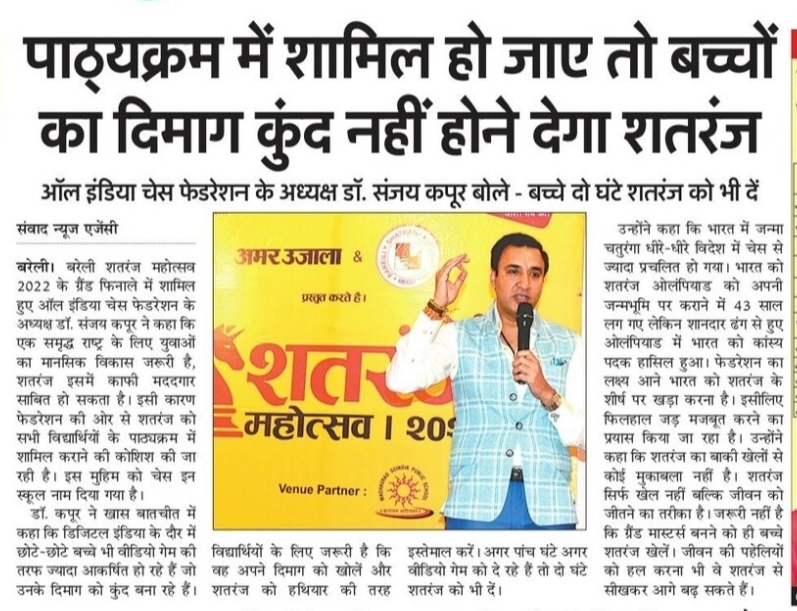 पाठ्यक्रम में शामिल हो जाए तो बच्चों
का दिमाग कुंद नहीं होने देगा शतरंज
ऑल इंडिया चेस फेडरेशन के अध्यक्ष डॉ. संजय कपूर बोले - बच्चे दो घंटे शतरंज को भी दें
संवाद न्यूज एजेंसी
बरेली। बरेली शतरंज महोत्सव
2022 के ग्रैंड फिनाले में शामिल
हुए ऑल इंडिया चेस फेडरेशन के
अध्यक्ष डॉ. संजय कपूर ने कहा कि
एक समृद्ध राष्ट्र के लिए युवाओं
का मानसिक विकास जरूरी है,
शतरंज इसमें काफी मददगार
साबित हो सकता है। इसी कारण
फेडरेशन की ओर से शतरंज को
सभी विद्यार्थियों के पाठ्यक्रम में
शामिल कराने की कोशिश की जा
रही है। इस मुहिम को चेस इन
स्कूल नाम दिया गया है।
डॉ. कपूर ने खास बातचीत में
कहा कि डिजिटल इंडिया के दौर में
छोटे-छोटे बच्चे भी वीडियो गेम की
तरफ ज्यादा आकर्षित हो रहे हैं जो
उनके दिमाग को कुंद बना रहे हैं।
अमर उजाला &
प्रस्तुत करते हैं।
शतरं
महोत्सव । 20
Venue Partner :
विद्यार्थियों के लिए जरूरी है कि
वह अपने दिमाग को खोलें और
शतरंज को हथियार की तरह
इस्तेमाल करें। अगर पांच घंटे अगर
वीडियो गेम को दे रहे हैं तो दो घंटे
शतरंज को भी दें।
उन्होंने कहा कि भारत में जन्मा
चतुरंगा धीरे-धीरे विदेश में चेस से
ज्यादा प्रचलित हो गया। भारत को
शतरंज ओलंपियाड को अपनी
जन्मभूमि पर कराने में 43 साल
लग गए लेकिन शानदार ढंग से हुए
ओलंपियाड में भारत को कांस्य
पदक हासिल हुआ। फेडरेशन का
लक्ष्य आने भारत को शतरंज के
शीर्ष पर खड़ा करना है। इसीलिए
फिलहाल जड़ मजबूत करने का
प्रयास किया जा रहा है। उन्होंने
कहा कि शतरंज का बाकी खेलों से
कोई मुकाबला नहीं है। शतरंज
सिर्फ खेल नहीं बल्कि जीवन को
जीतने का तरीका है। जरूरी नहीं है
कि ग्रैंड मास्टर्स बनने को ही बच्चे
शतरंज खेलें। जीवन की पहेलियों
को हल करना भी वे शतरंज से
सीखकर आगे बढ़ सकते हैं।